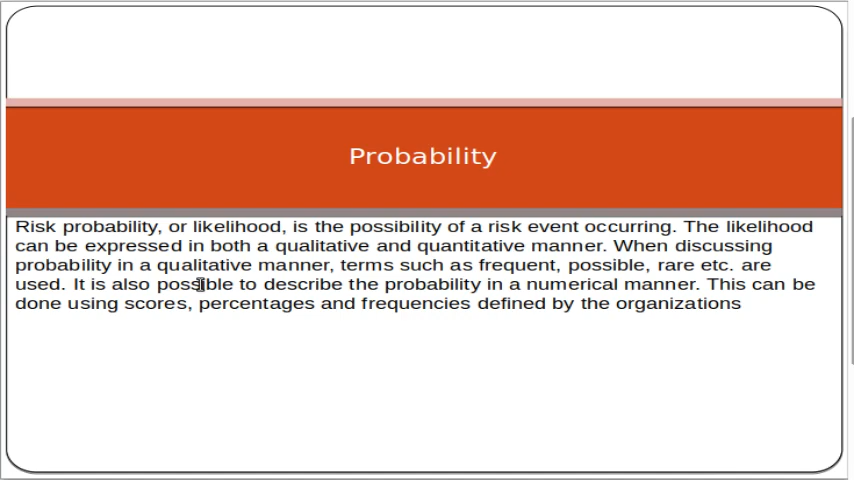 Probability
Risk probability, or likelihood, is the possibility of a risk event occurring. The likelihood
can be expressed in both a qualitative and quantitative manner. When discussing
probability in a qualitative manner, terms such as frequent, possible, rare etc. are
used. It is also possible to describe the probability in a numerical manner. This can be
done using scores, percentages and frequencies defined by the organizations